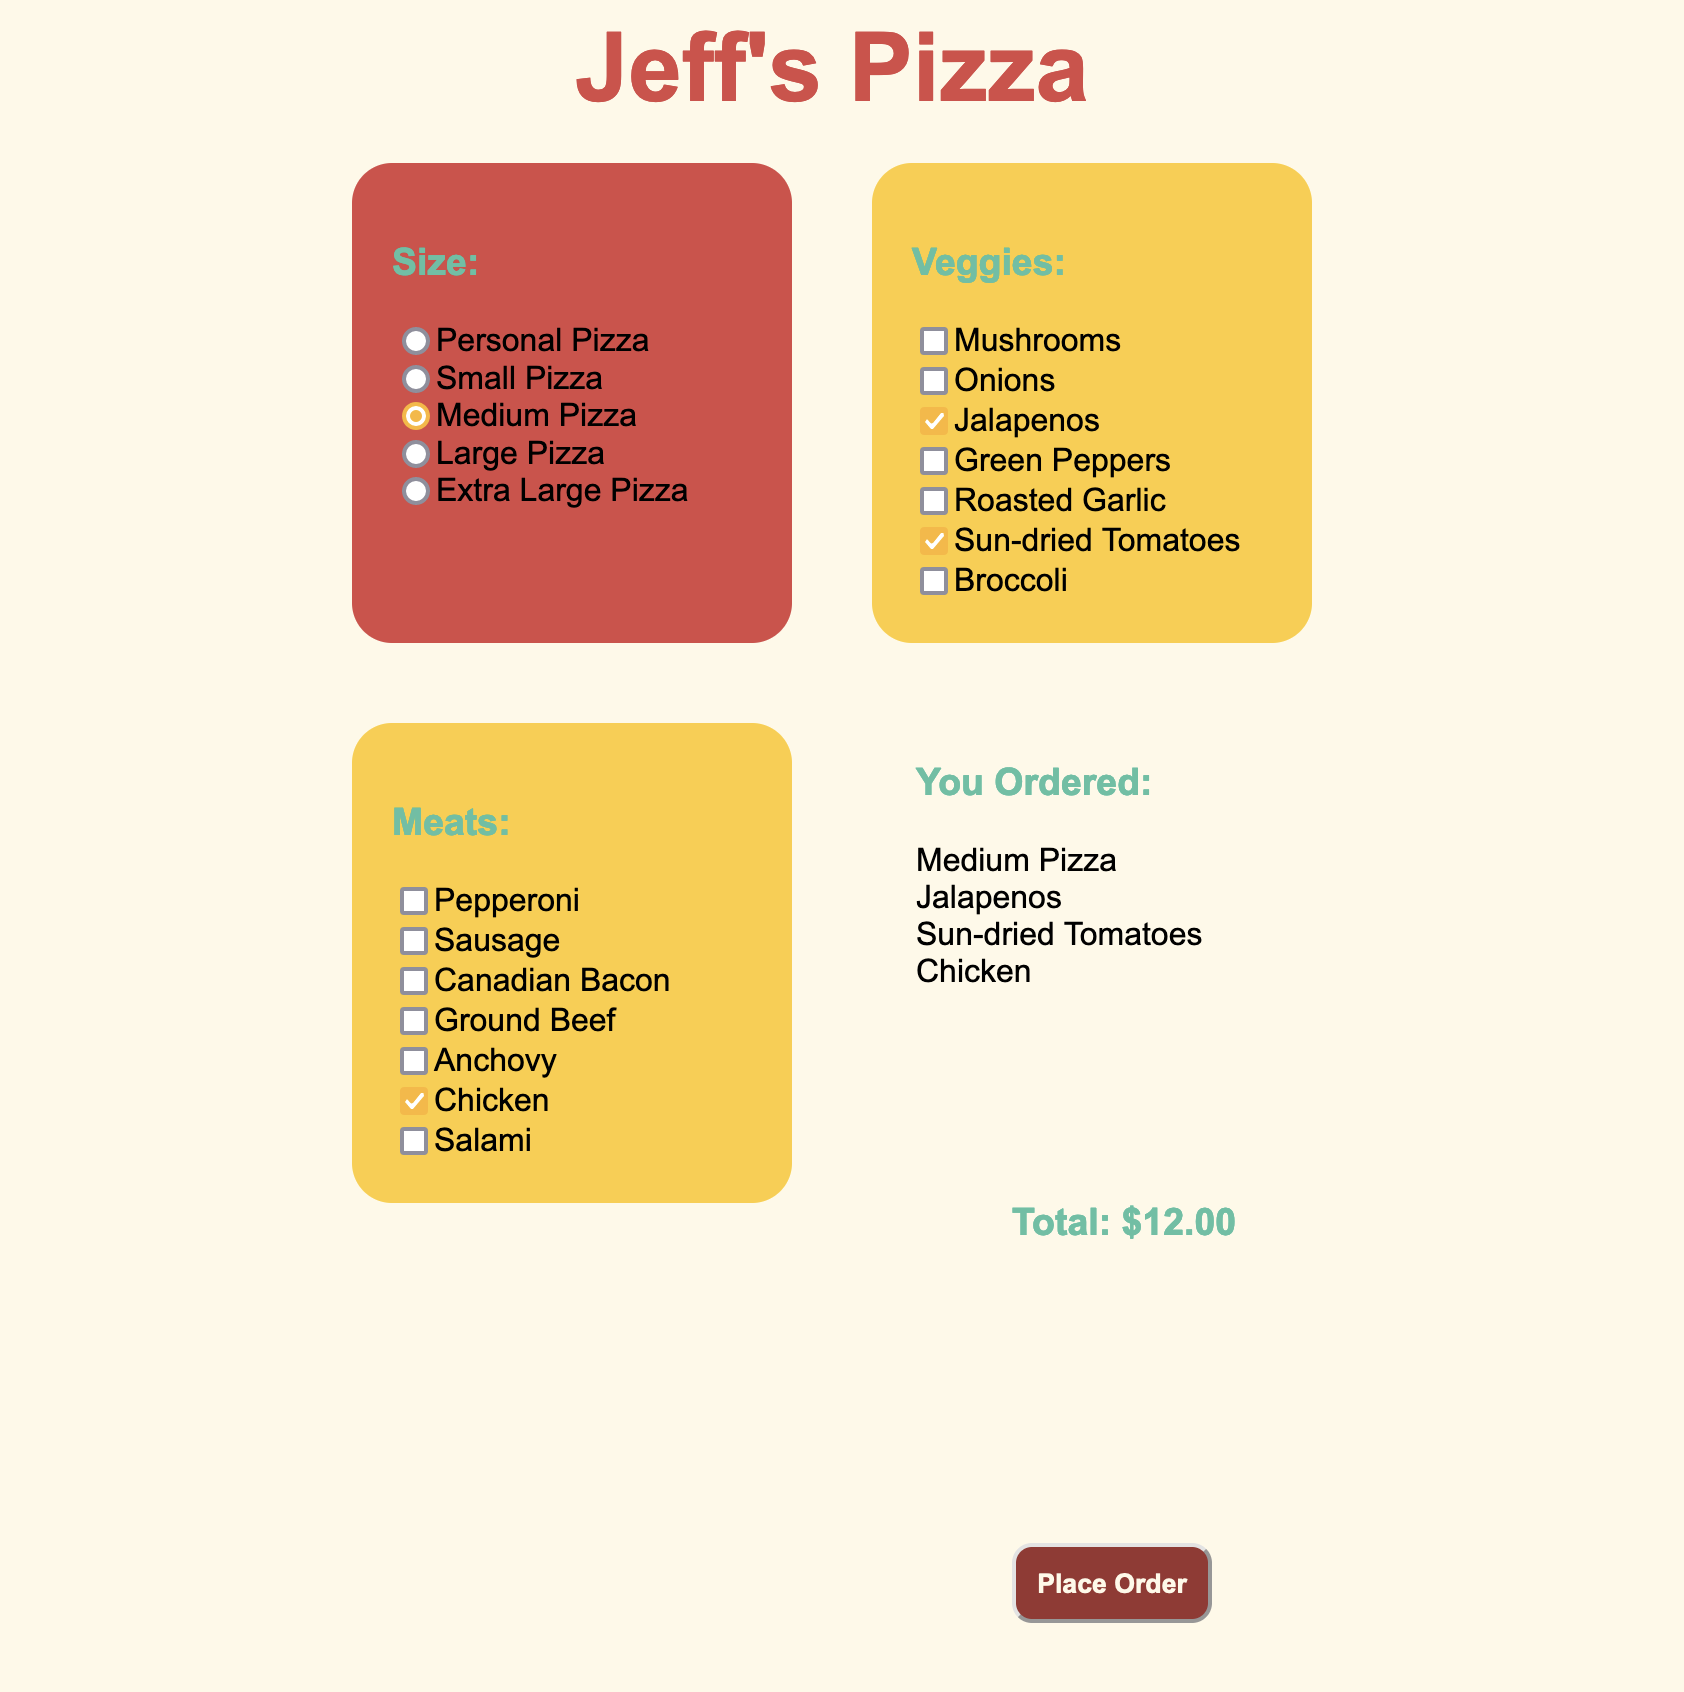 Jeff's Pizza
Size:
Personal Pizza
Small Pizza
Medium Pizza
Large Pizza
Extra Large Pizza
Veggies:
Mushrooms
Onions
Jalapenos
Green Peppers
Roasted Garlic
Sun-dried Tomatoes
Broccoli
Meats:
Pepperoni
Sausage
Canadian Bacon
Ground Beef
Anchovy
Chicken
Salami
You Ordered:
Medium Pizza
Jalapenos
Sun-dried Tomatoes
Chicken
Total: $12.00
Place Order